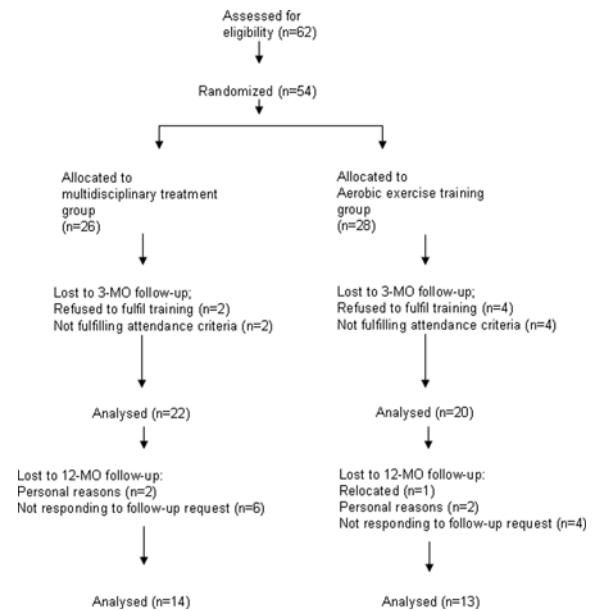 Assessed for
eligibility (n=62)
Randomized (n=54)
Allocated to
multidisciplinary treatment
group
(n=26)
Allocated to
Aerobic exercise training
group
(n=28)
Lost to 3-MO follow-up;
Refused to fulfil training (n=2)
Not fulfilling attendance criteria (n=2)
Lost to 3-MO follow-up;
Refused to fulfil training (n=4)
Not fulfilling attendance criteria (n=4)
Analysed (n=22)
Analysed (n=20)
Lost to 12-MO follow-up:
Personal reasons (n=2)
Not responding to follow-up request (n=6)
Lost to 12-MO follow-up:
Relocated (n=1)
Personal reasons (n=2)
Not responding to follow-up request (n=4)
Analysed (n=14)
Analysed (n=13)